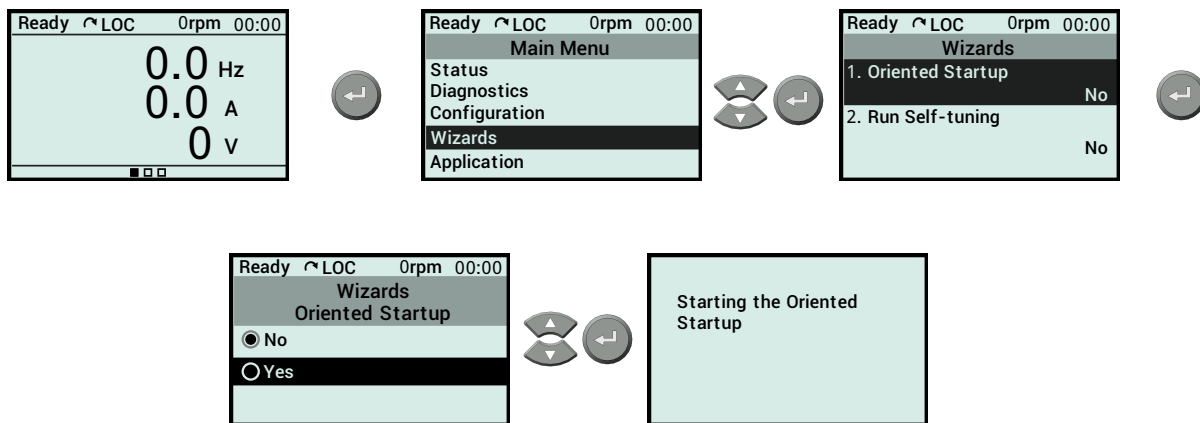 Ready LOC 0rpm 00:00
0.0 Hz
0.0 A
0 V
Ready LOC 0rpm 00:00
Main Menu
Status
Diagnostics
Configuration
Wizards
Application
Ready LOC 0rpm 00:00
Wizards
1. Oriented Startup
No
2. Run Self-tuning
No
Ready LOC 0rpm 00:00
Wizards
Oriented Startup
No
Yes
Starting the Oriented
Startup